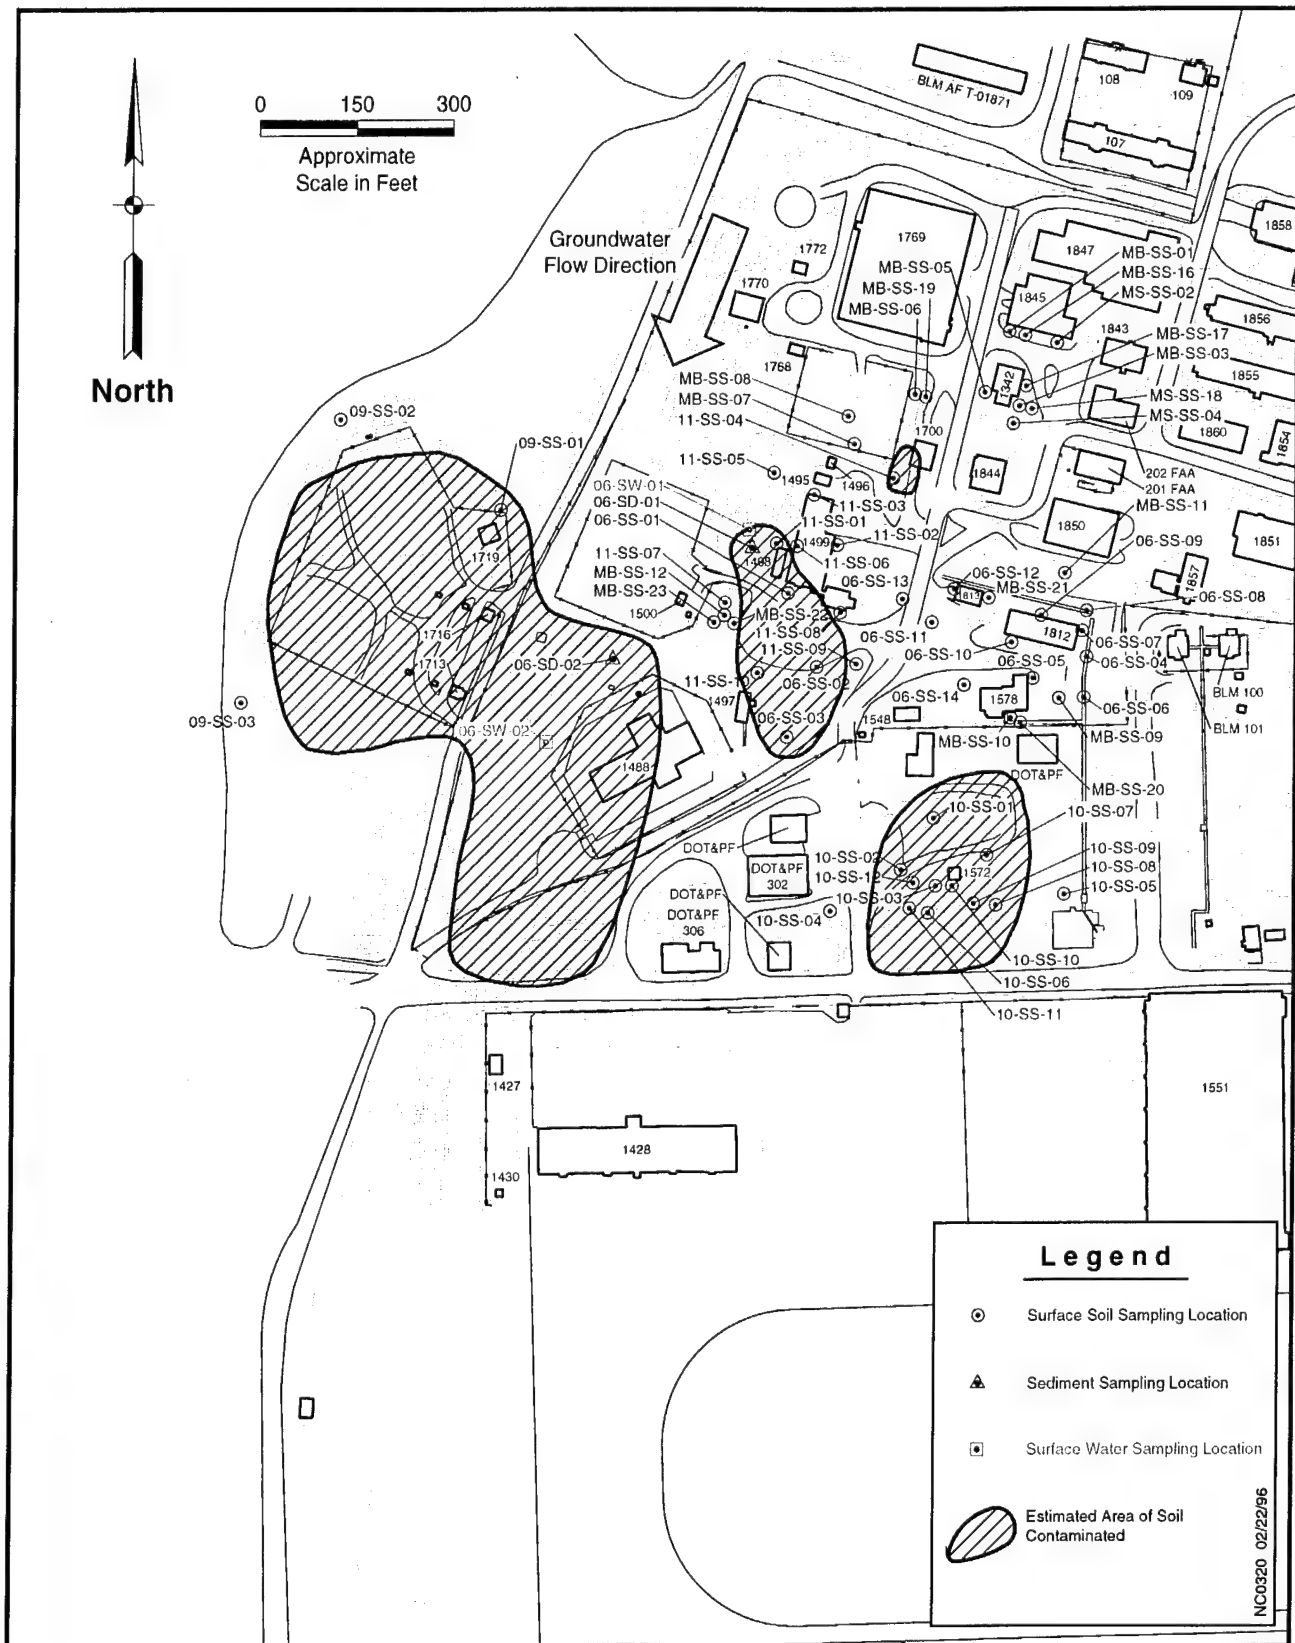 0 150 300
Approximate
Scale in Feet
North
Groundwater
Flow Direction
BLM AF T-01871
108
109
107
1858
1772
1769
1847
MB-SS-01
MB-SS-05
MB-SS-16
1770
MB-SS-19
1845
MS-SS-02
MB-SS-06
1856
1843
MB-SS-17
1768
MB-SS-03
MB-SS-08
1342
1855
MB-SS-07
MS-SS-18
11-SS-04
MS-SS-04
09-SS-02
1700
1860
1854
09-SS-01
11-SS-05
1495
1496
1844
202 FAA
201 FAA
06-SW-01
06-SD-01
11-SS-03
MB-SS-11
06-SS-01
11-SS-01
1499
11-SS-02
1850
1851
1719
11-SS-07
1498
11-SS-06
06-SS-09
MB-SS-12
06-SS-13
06-SS-12
1857
MB-SS-23
1813
MB-SS-21
06-SS-08
1500
MB-SS-22
1716
11-SS-08
06-SS-11
1812
06-SS-07
11-SS-09
06-SS-10
06-SS-04
06-SD-02
06-SS-05
1713
11-SS-10
06-SS-02
06-SS-14
BLM 100
1497
1578
06-SS-06
09-SS-03
06-SS-03
1548
BLM 101
06-SW-02
MB-SS-10
MB-SS-09
1488
DOT&PF
MB-SS-20
10-SS-01
10-SS-07
DOT&PF
10-SS-02
10-SS-09
DOT&PF
302
10-SS-12
1572
10-SS-08
DOT&PF
10-SS-03
10-SS-05
DOT&PF
306
10-SS-04
10-SS-10
10-SS-06
10-SS-11
1427
1551
1428
1430
Legend
Surface Soil Sampling Location
Sediment Sampling Location
Surface Water Sampling Location
Estimated Area of Soil
Contaminated
NC0320 02/22/96